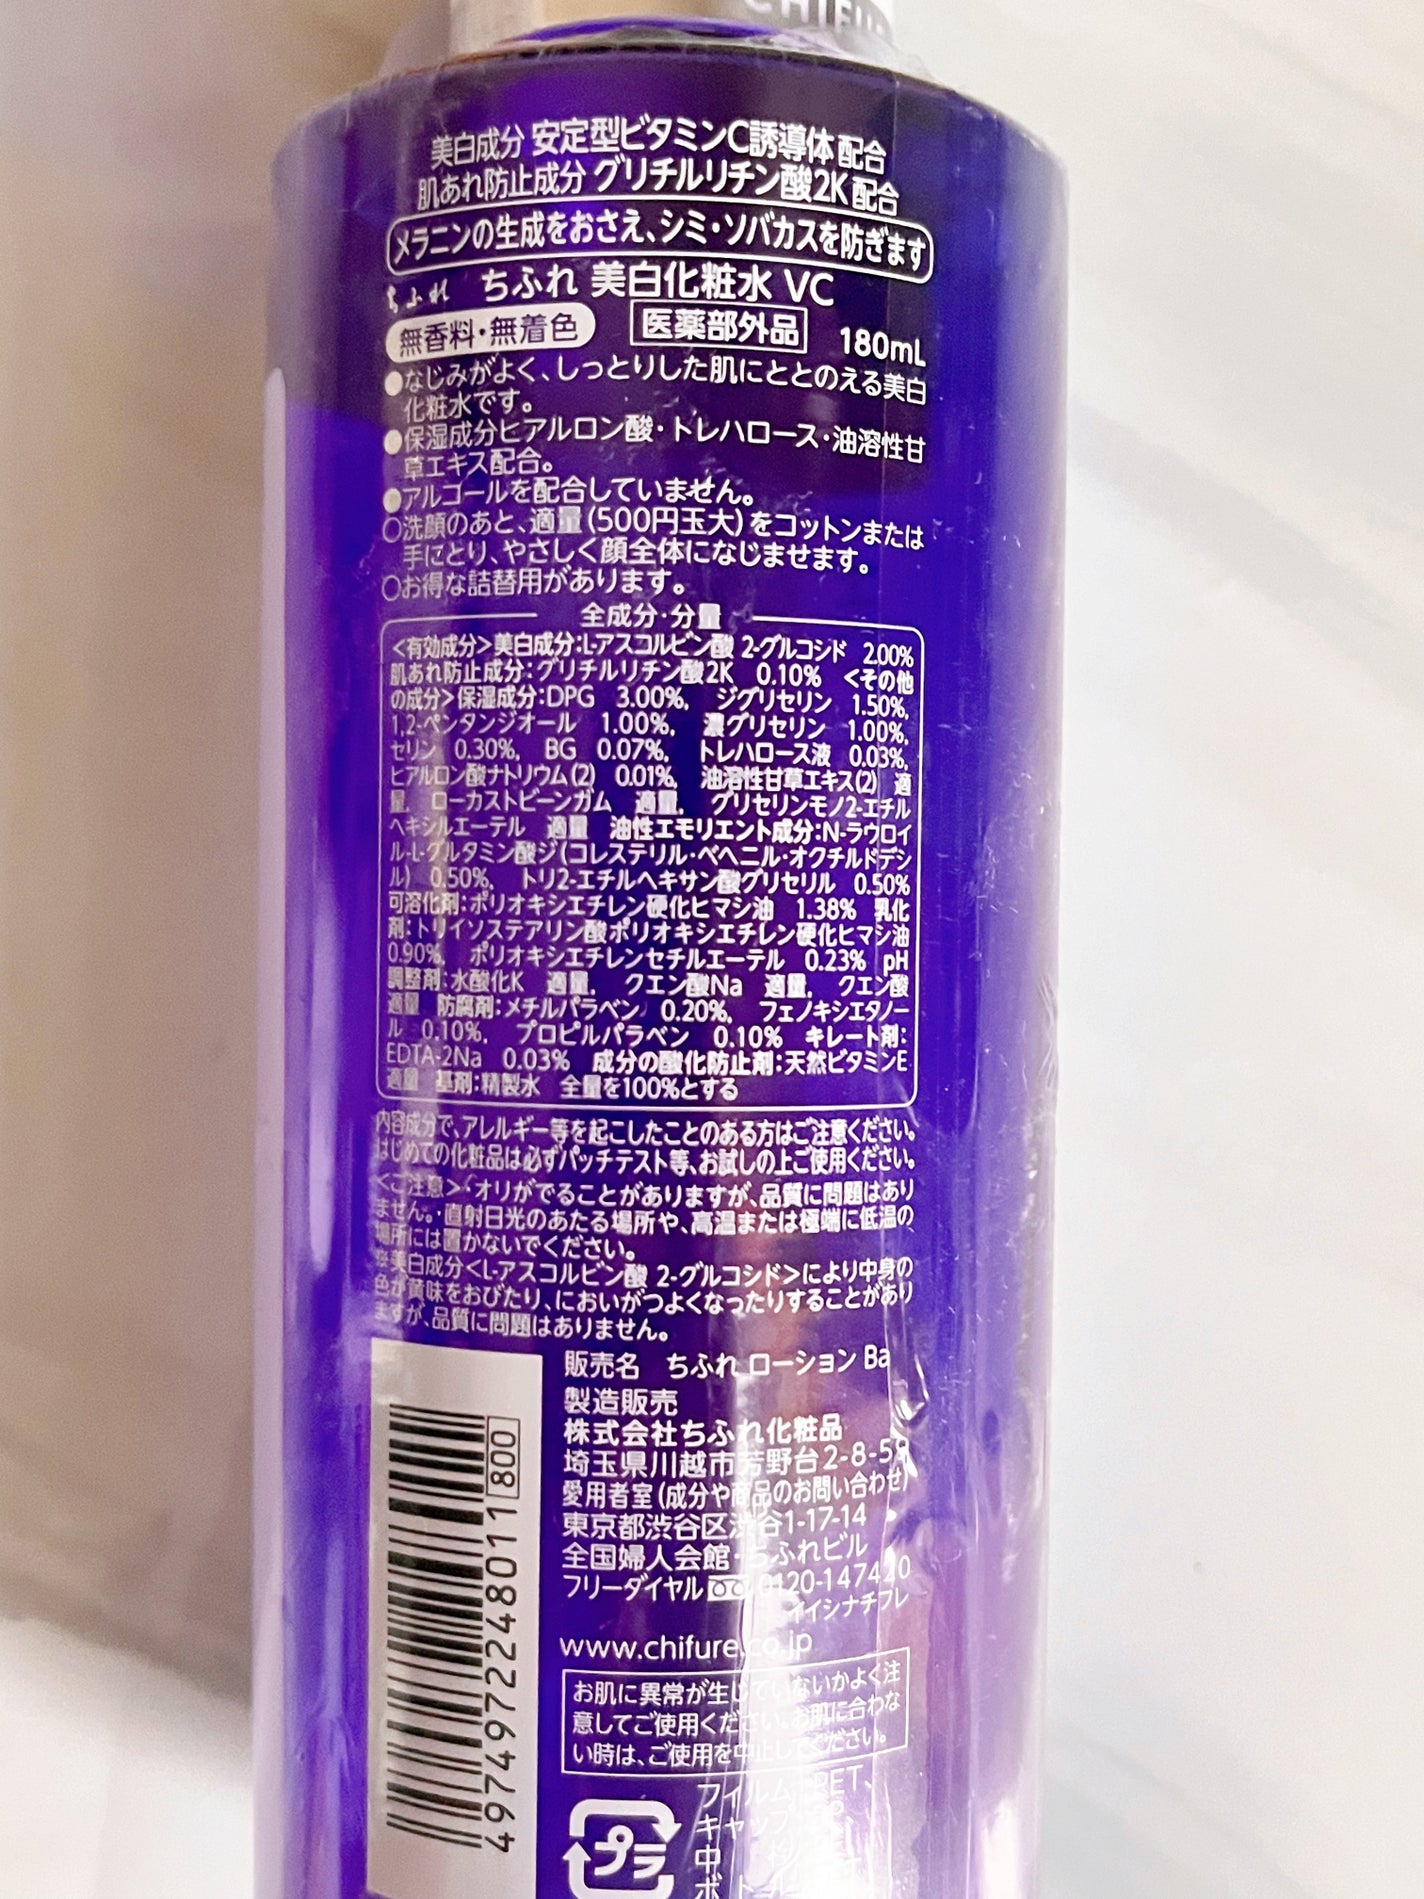 CHIFURE
美白成分 安定型ビタミンC誘導体 配合
肌あれ防止成分 グリチルリチン酸2K 配合
メラニンの生成をおさえ、シミ・ソバカスを防ぎます
ちふれ ちふれ 美白化粧水 VC
無香料・無着色 医薬部外品 180mL
●なじみがよく、しっとりした肌にととのえる美白
化粧水です。
●保湿成分ヒアルロン酸・トレハロース・油溶性甘
草エキス配合。
●アルコールを配合していません。
○洗顔のあと、適量(500円玉大)をコットンまたは
手にとり、やさしく顔全体になじませます。
○お得な詰替用があります。
全成分・分量
<有効成分>美白成分:L-アスコルビン酸 2-グルコシド 2.00%
肌あれ防止成分:グリチルリチン酸2K 0.10% <その他
の成分>保湿成分:DPG 3.00%, ジグリセリン 1.50%,
1,2-ペンタンジオール 1.00%, 濃グリセリン 1.00%,
セリン 0.30%, BG 0.07%, トレハロース液 0.03%,
ヒアルロン酸ナトリウム(2) 0.01%, 油溶性甘草エキス(2) 適
量, ローカストビーンガム 適量, グリセリンモノ2-エチル
ヘキシルエーテル 適量 油性エモリエント成分:N-ラウロイ
ル-L-グルタミン酸ジ(コレステリル・ベヘニル・オクチルドデシ
ル) 0.50%, トリ2-エチルヘキサン酸グリセリル 0.50%
可溶化剤:ポリオキシエチレン硬化ヒマシ油 1.38% 乳化
剤:トリイソステアリン酸ポリオキシエチレン硬化ヒマシ油
0.90%, ポリオキシエチレンセチルエーテル 0.23% pH
調整剤:水酸化K 適量, クエン酸Na 適量, クエン酸
適量 防腐剤:メチルパラベン 0.20%, フェノキシエタノー
ル 0.10%, プロピルパラベン 0.10% キレート剤:
EDTA-2Na 0.03% 成分の酸化防止剤:天然ビタミンE
適量 基剤:精製水 全量を100%とする
内容成分で、アレルギー等を起こしたことのある方はご注意ください。
はじめての化粧品は必ずパッチテスト等、お試しの上ご使用ください。
<ご注意>・オリがでることがありますが、品質に問題はあり
ません。・直射日光のあたる場所や、高温または極端に低温の
場所には置かないでください。
※美白成分<L-アスコルビン酸 2-グルコシド>により中身の
色が黄味をおびたり、においがつよくなったりすることがあり
ますが、品質に問題はありません。
販売名 ちふれ ローション Ba
製造販売
株式会社ちふれ化粧品
埼玉県川越市芳野台2-8-59
愛用者室(成分や商品のお問い合わせ)
東京都渋谷区渋谷1-17-14
全国婦人会館・ちふれビル
フリーダイヤル 0120-147420
イイシナチフレ
www.chifure.co.jp
お肌に異常が生じていないかよく注
意してご使用ください。お肌に合わな
い時は、ご使用を中止してください。
800
4974972248011
プラ
フィルム PET、
キャップ
中
ボトル